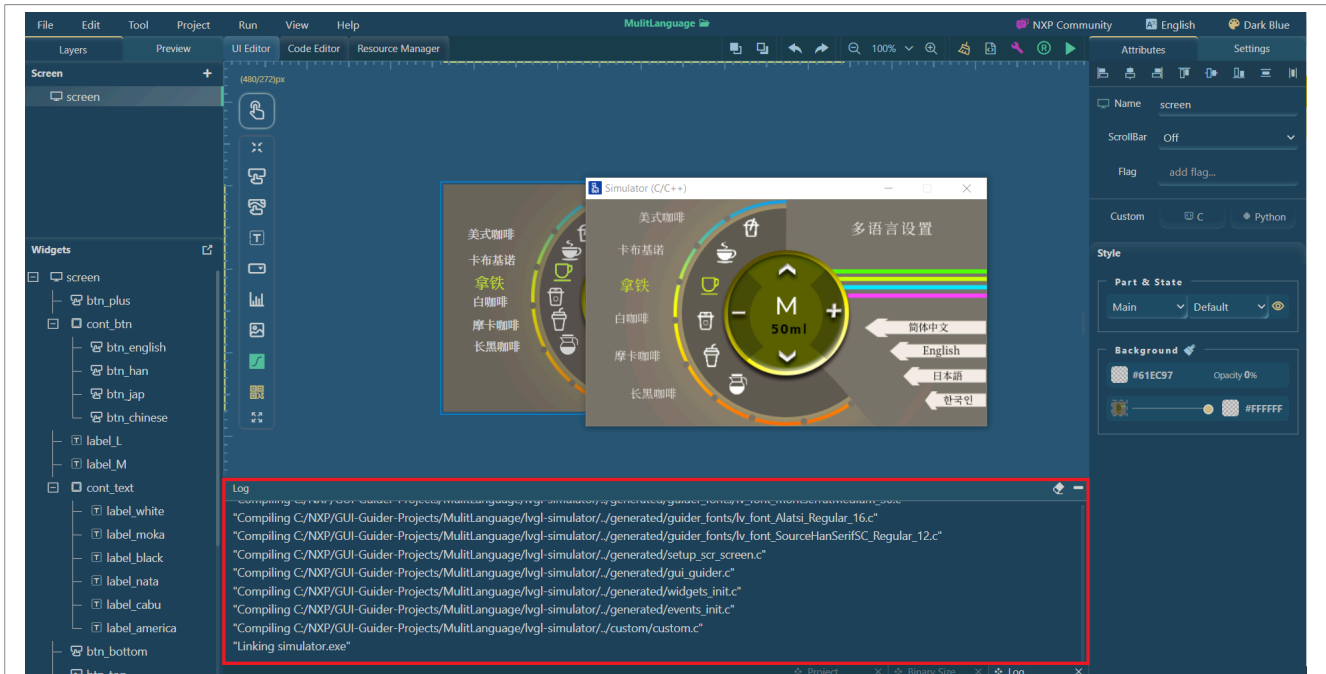 File Edit Tool Project Run View Help MulitLanguage NXP Community English Dark Blue
Layers Preview UI Editor Code Editor Resource Manager 100% Attributes Settings
Screen
screen
(480/272)px
Name screen
ScrollBar Off
Flag add flag...
Custom C Python
Style
Part & State
Main Default
Background
#61EC97 Opacity 0%
#FFFFFF
Widgets
screen
btn_plus
cont_btn
btn_english
btn_han
btn_jap
btn_chinese
label_L
label_M
cont_text
label_white
label_moka
label_black
label_nata
label_cabu
label_america
btn_bottom
美式咖啡
卡布基诺
拿铁
白咖啡
摩卡咖啡
长黑咖啡
Simulator (C/C++)
美式咖啡
卡布基诺
拿铁
白咖啡
摩卡咖啡
长黑咖啡
M
50ml
多语言设置
简体中文
English
日本語
한국인
Log
"Compiling C:/NXP/GUI-Guider-Projects/MulitLanguage/lvgl-simulator/../generated/guider_fonts/lv_font_Alatsi_Regular_16.c"
"Compiling C:/NXP/GUI-Guider-Projects/MulitLanguage/lvgl-simulator/../generated/guider_fonts/lv_font_SourceHanSerifSC_Regular_12.c"
"Compiling C:/NXP/GUI-Guider-Projects/MulitLanguage/lvgl-simulator/../generated/setup_scr_screen.c"
"Compiling C:/NXP/GUI-Guider-Projects/MulitLanguage/lvgl-simulator/../generated/gui_guider.c"
"Compiling C:/NXP/GUI-Guider-Projects/MulitLanguage/lvgl-simulator/../generated/widgets_init.c"
"Compiling C:/NXP/GUI-Guider-Projects/MulitLanguage/lvgl-simulator/../generated/events_init.c"
"Compiling C:/NXP/GUI-Guider-Projects/MulitLanguage/lvgl-simulator/../custom/custom.c"
"Linking simulator.exe"
Project Binary Size Log